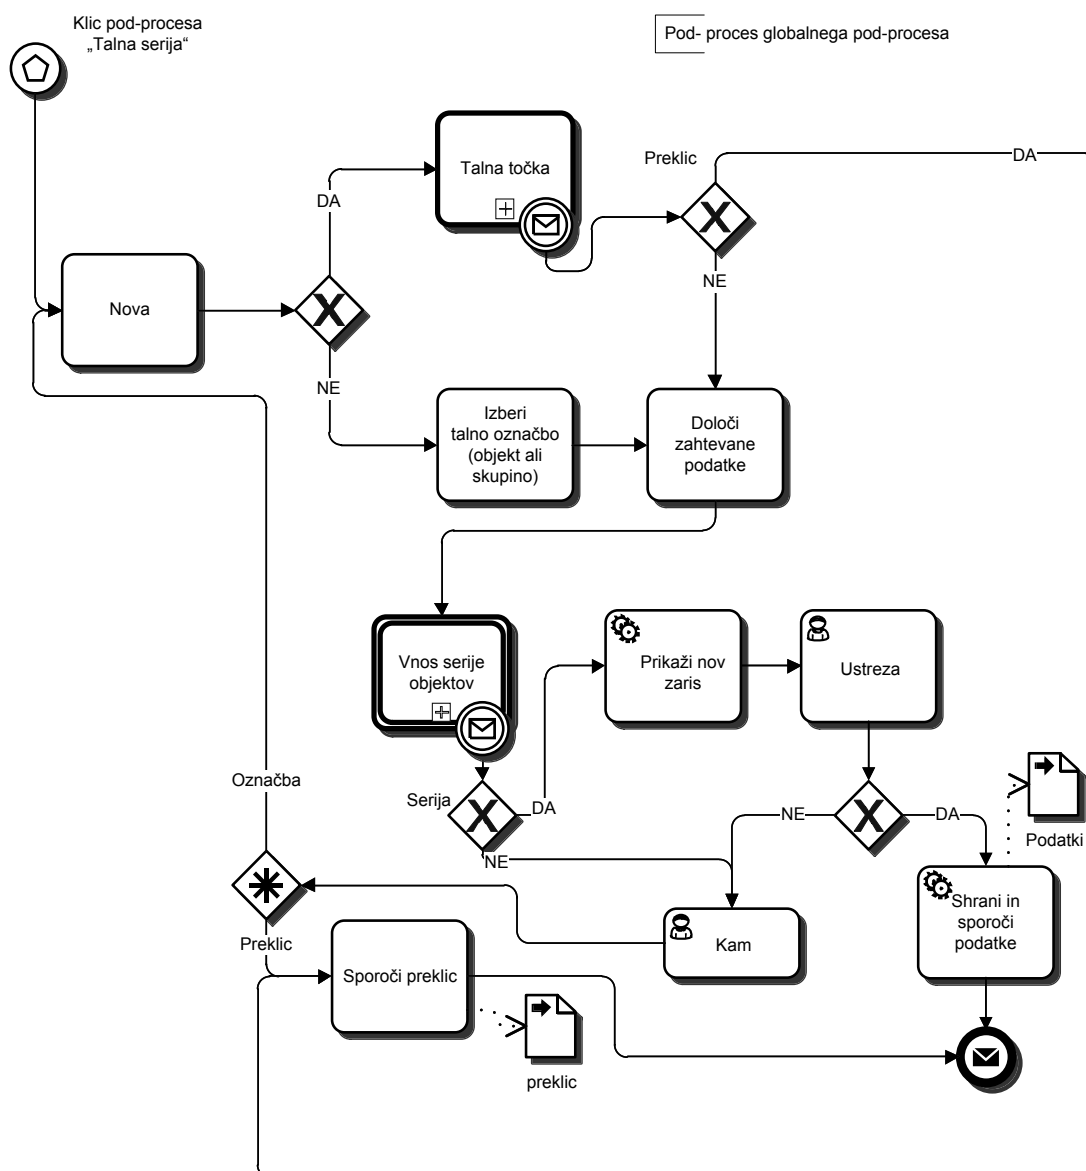 Klic pod-procesa
„Talna serija“
Pod- proces globalnega pod-procesa
Talna točka
Preklic
DA
DA
NE
Nova
NE
Izberi
talno označbo
(objekt ali
skupino)
Določi
zahtevane
podatke
Vnos serije
objektov
Prikaži nov
zaris
Ustreza
Označba
Serija
DA
NE
DA
Podatki
NE
Shrani in
sporoči
podatke
Kam
Preklic
Sporoči preklic
preklic